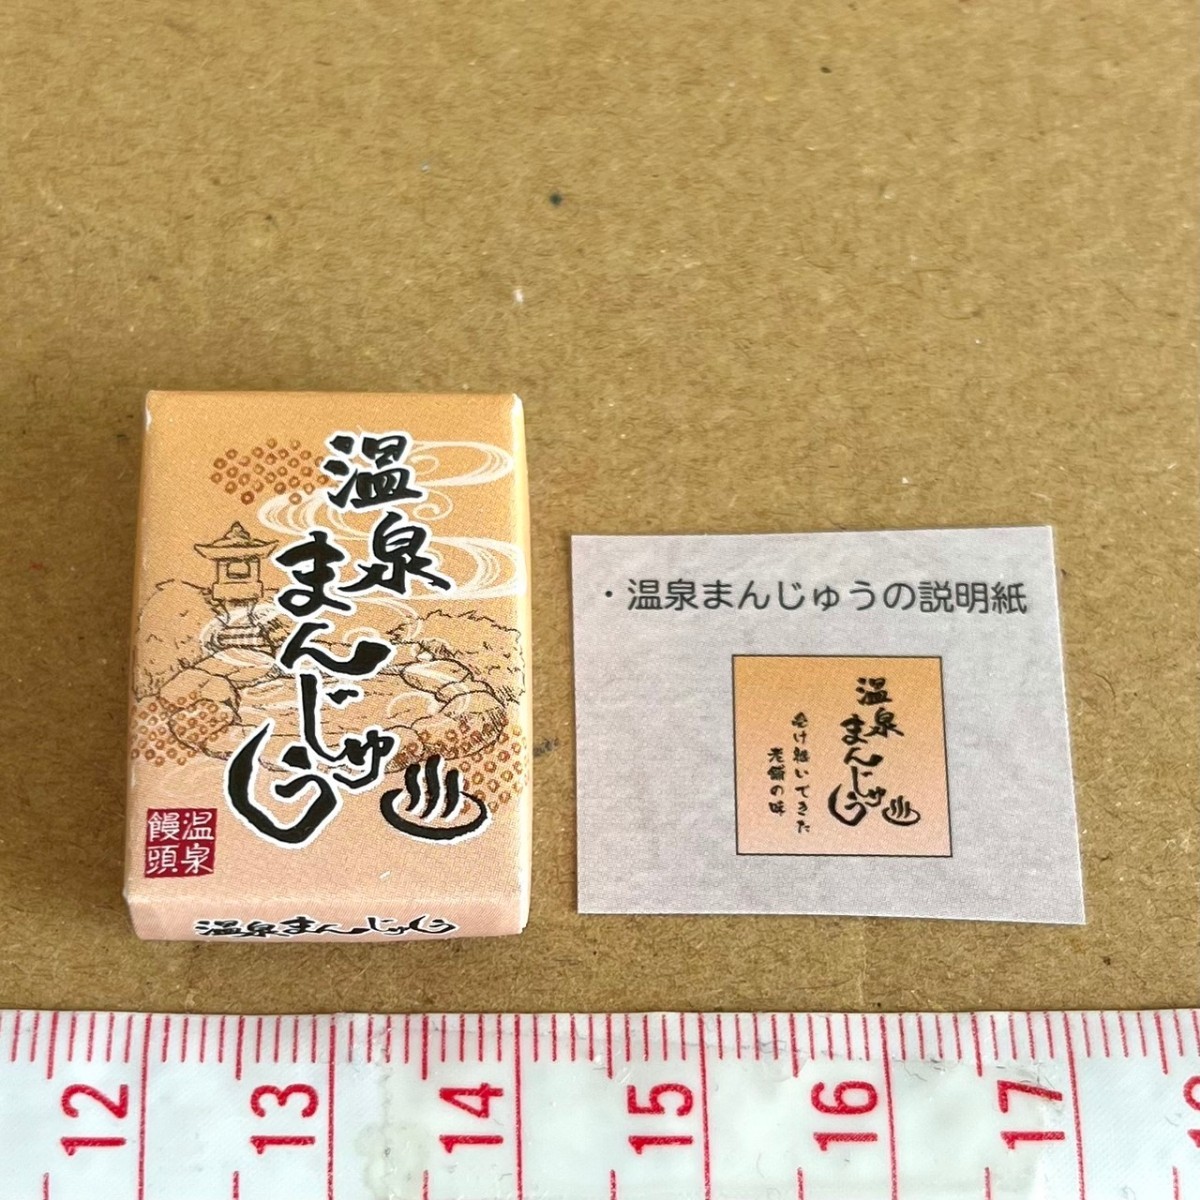 温泉
まんじゅう
温泉
饅頭
温泉まんじゅう
・温泉まんじゅうの説明紙
温泉
まんじゅう
受け継いできた
老舗の味
12
13
14
15
16
17